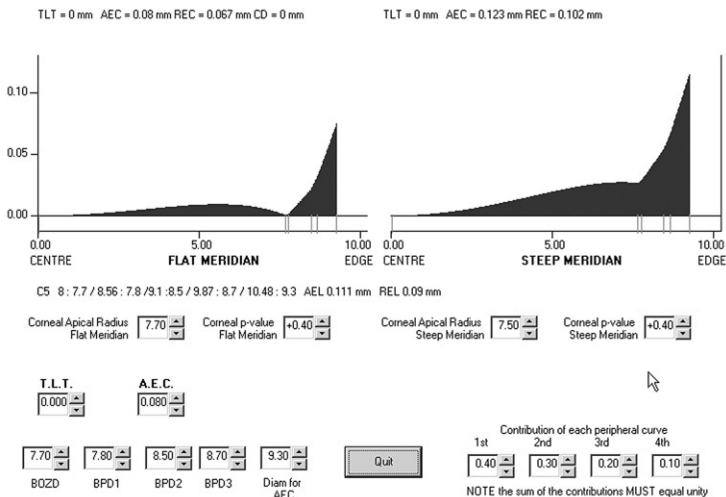 TLT = 0 mm AEC = 0.08 mm REC = 0.067 mm CD = 0 mm
TLT = 0 mm AEC = 0.123 mm REC = 0.102 mm
0.10
0.05
0.00
0.00 5.00 10.00
CENTRE FLAT MERIDIAN EDGE
0.00 5.00 10.00
CENTRE STEEP MERIDIAN EDGE
C5 8 : 7.7 / 8.56 : 7.8 /9.1 :8.5 / 9.87 : 8.7 / 10.48 : 9.3 AEL 0.111 mm REL 0.09 mm
Corneal Apical Radius
Flat Meridian
7.70
Corneal p-value
Flat Meridian
+0.40
Corneal Apical Radius
Steep Meridian
7.50
Corneal p-value
Steep Meridian
+0.40
T.L.T.
0.000
A.E.C.
0.080
7.70 7.80 8.50 8.70 9.30
BOZD BPD1 BPD2 BPD3 Diam for
AEC
Quit
Contribution of each peripheral curve
1st 2nd 3rd 4th
0.40 0.30 0.20 0.10
NOTE the sum of the contributions MUST equal unity